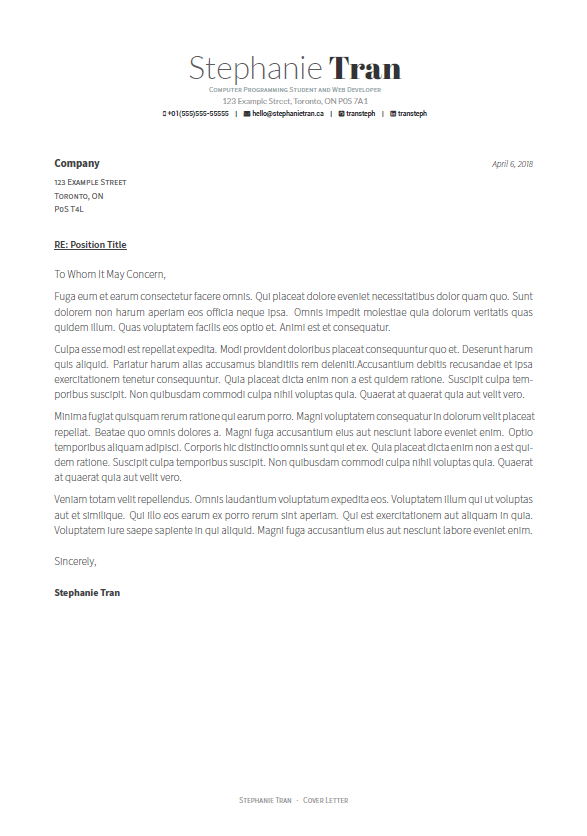 Stephanie Tran
Computer Programming Student and Web Developer
123 Example Street, Toronto, ON P05 7A1
+01(555)555-55555 | hello@stephanietran.ca | transteph | transteph
Company
April 6, 2018
123 Example Street
Toronto, ON
P0S T4L
RE: Position Title
To Whom It May Concern,
Fuga eum et earum consectetur facere omnis. Qui placeat dolore eveniet necessitatibus dolor quam quo. Sunt
dolorem non harum aperiam eos officia neque ipsa. Omnis impedit molestiae quia dolorum veritatis quas
quidem illum. Quas voluptatem facilis eos optio et. Animi est et consequatur.
Culpa esse modi est repellat expedita. Modi provident doloribus placeat consequuntur quo et. Deserunt harum
quis aliquid. Pariatur harum alias accusamus blanditiis rem deleniti.Accusantium debitis recusandae et ipsa
exercitationem tenetur consequuntur. Quia placeat dicta enim non a est quidem ratione. Suscipit culpa tem-
poribus suscipit. Non quibusdam commodi culpa nihil voluptas quia. Quaerat at quaerat quia aut velit vero.
Minima fugiat quisquam rerum ratione qui earum porro. Magni voluptatem consequatur in dolorum velit placeat
repellat. Beatae quo omnis dolores a. Magni fuga accusantium eius aut nesciunt labore eveniet enim. Optio
temporibus aliquam adipisci. Corporis hic distinctio omnis sunt qui et ex. Quia placeat dicta enim non a est qui-
dem ratione. Suscipit culpa temporibus suscipit. Non quibusdam commodi culpa nihil voluptas quia. Quaerat
at quaerat quia aut velit vero.
Veniam totam velit repellendus. Omnis laudantium voluptatum expedita eos. Voluptatem illum qui ut voluptas
aut et similique. Qui illo eos earum ex porro rerum sint aperiam. Qui est exercitationem aut aliquam in quia.
Voluptatem iure saepe sapiente in qui aliquid. Magni fuga accusantium eius aut nesciunt labore eveniet enim.
Sincerely,
Stephanie Tran
Stephanie Tran · Cover Letter